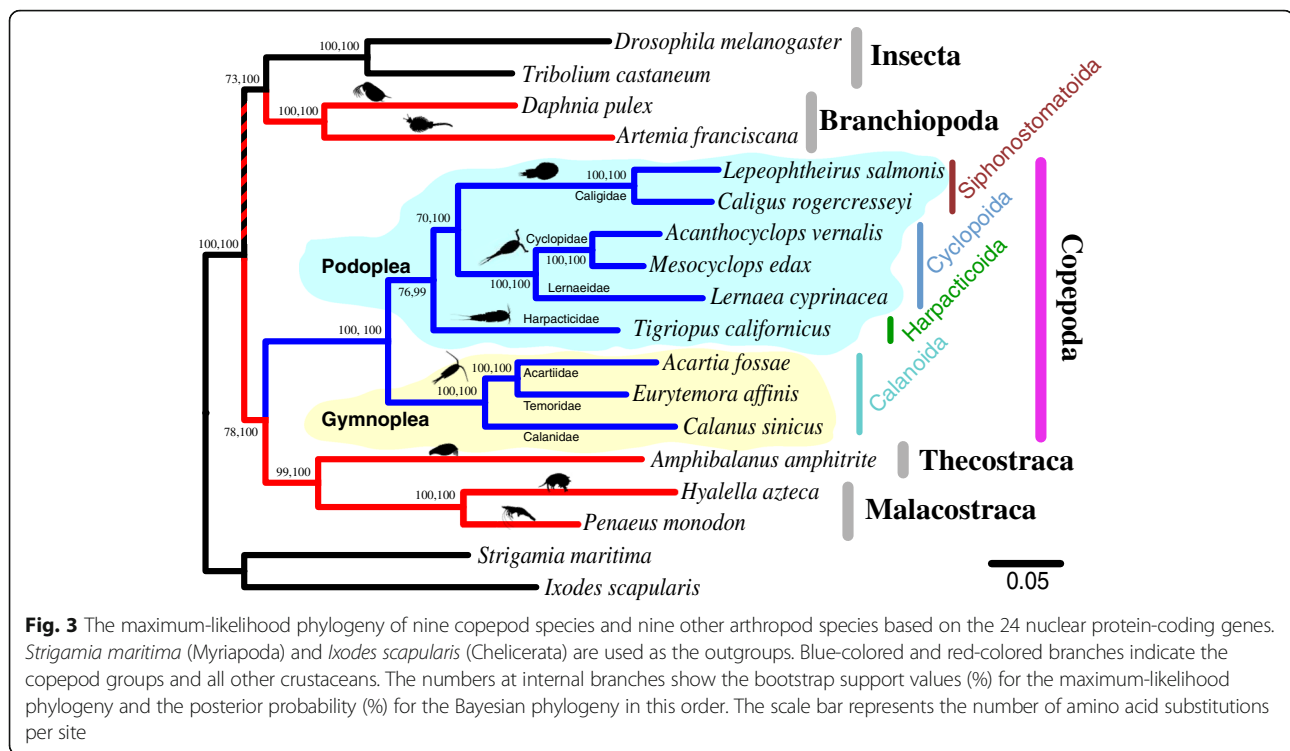 100,100
Drosophila melanogaster
Insecta
73,100
Tribolium castaneum
Daphnia pulex
100,100
Branchiopoda
Artemia franciscana
Siphonostomatoida
Lepeophtheirus salmonis
100,100
Caligidae
Caligus rogercresseyi
70,100
Acanthocyclops vernalis
Cyclopidae
Cyclopoida
100,100
100,100
Mesocyclops edax
Podoplea
100,100
Lernaeidae
Lernaea cyprinacea
76,99
Harpacticidae
Tigriopus californicus
Harpacticoida
Copepoda
100, 100
Acartia fossae
100,100
Acartiidae
Calanoida
100,100
Eurytemora affinis
Temoridae
Gymnoplea
Calanus sinicus
Calanidae
78,100
Amphibalanus amphitrite
Thecostraca
99,100
Hyalella azteca
100,100
Malacostraca
Penaeus monodon
Strigamia maritima
Ixodes scapularis
0.05
Fig. 3 The maximum-likelihood phylogeny of nine copepod species and nine other arthropod species based on the 24 nuclear protein-coding genes.
Strigamia maritima (Myriapoda) and Ixodes scapularis (Chelicerata) are used as the outgroups. Blue-colored and red-colored branches indicate the
copepod groups and all other crustaceans. The numbers at internal branches show the bootstrap support values (%) for the maximum-likelihood
phylogeny and the posterior probability (%) for the Bayesian phylogeny in this order. The scale bar represents the number of amino acid substitutions
per site